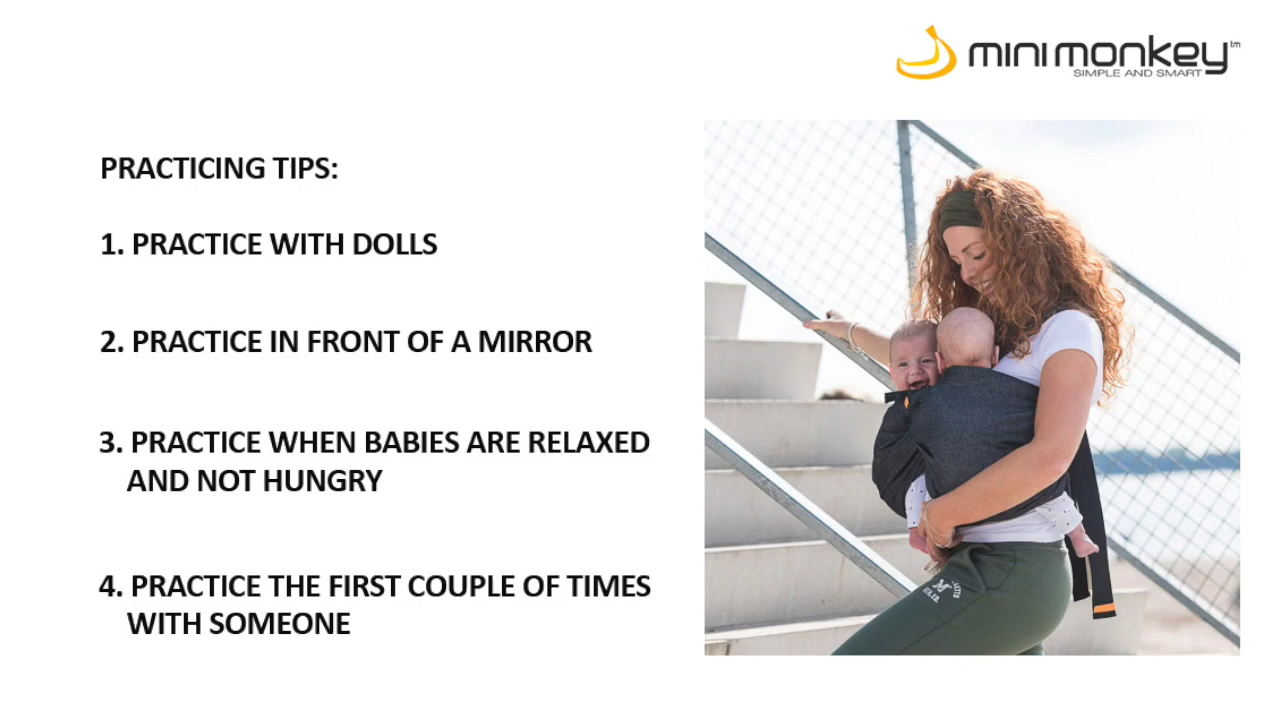 minimonkey™
SIMPLE AND SMART
PRACTICING TIPS:
1. PRACTICE WITH DOLLS
2. PRACTICE IN FRONT OF A MIRROR
3. PRACTICE WHEN BABIES ARE RELAXED
AND NOT HUNGRY
4. PRACTICE THE FIRST COUPLE OF TIMES
WITH SOMEONE